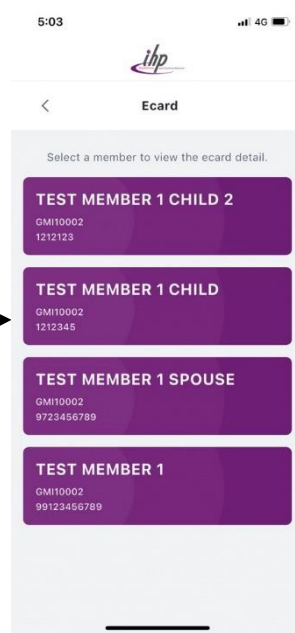 5:03
4G
ihp
Ecard
Select a member to view the ecard detail.
TEST MEMBER 1 CHILD 2
GMI10002
1212123
TEST MEMBER 1 CHILD
GMI10002
1212345
TEST MEMBER 1 SPOUSE
GMI10002
9723456789
TEST MEMBER 1
GMI10002
99123456789